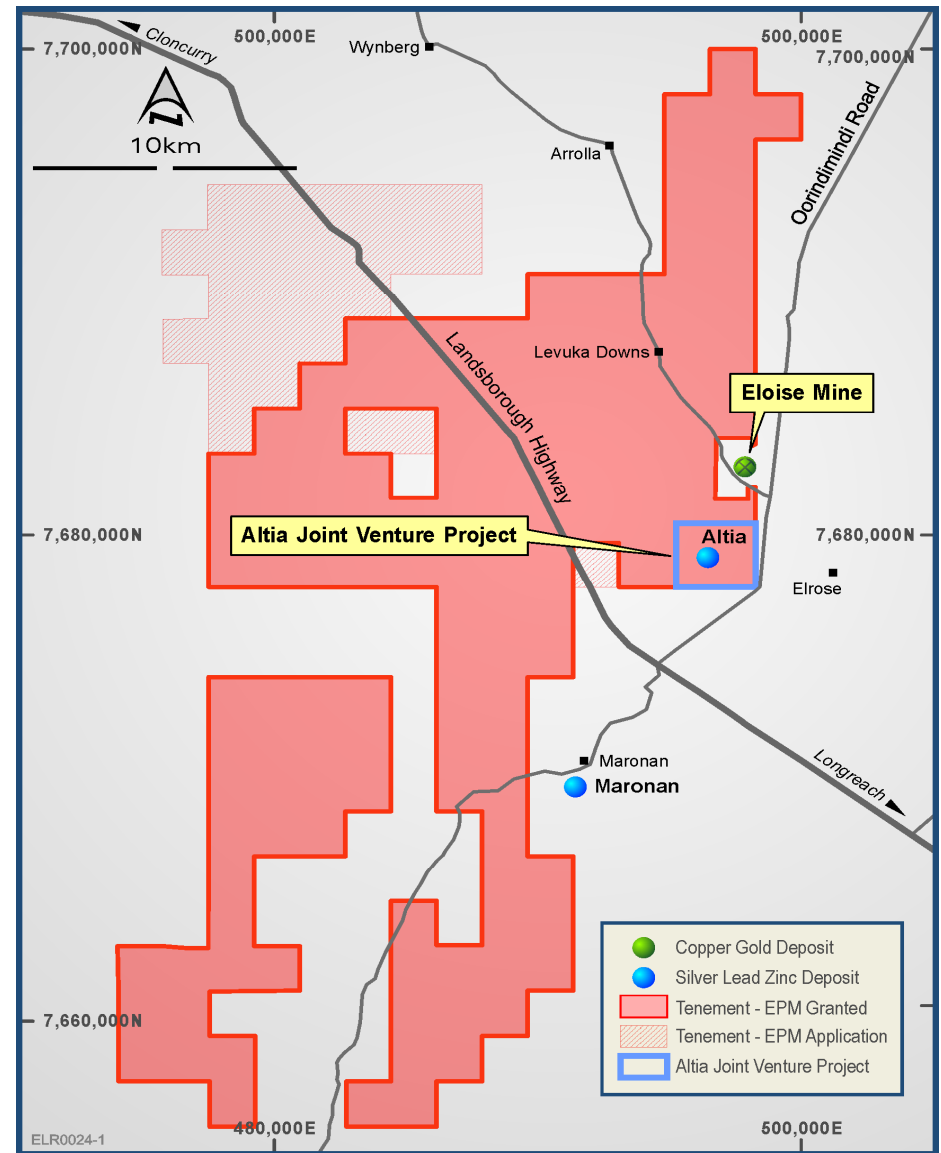 500,000E
500,000E
7,700,000N
7,700,000N
Cloncurry
Wynberg
N
10km
Arrolla
Oorindimindi Road
Landsborough Highway
Levuka Downs
Eloise Mine
Altia Joint Venture Project
Altia
7,680,000N
7,680,000N
Elrose
Maronan
Maronan
Longreach
Copper Gold Deposit
Silver Lead Zinc Deposit
Tenement - EPM Granted
Tenement - EPM Application
Altia Joint Venture Project
7,660,000N
ELR0024-1
480,000E
500,000E